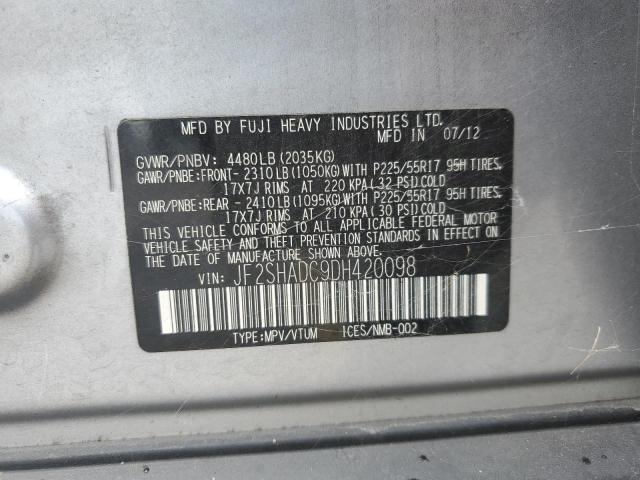 MFD BY FUJI HEAVY INDUSTRIES LTD.
MFD IN 07/12
GVWR/PNBV: 4480LB(2035KG)
GAWR/PNBE:FRONT- 2310LB(1050KG)WITH P225/55R17 95H TIRES,
17X7J RIMS AT 220 KPA(32 PSI)COLD
GAWR/PNBE:REAR - 2410LB(1095KG)WITH P225/55R17 95H TIRES,
17X7J RIMS AT 210 KPA(30 PSI)COLD
THIS VEHICLE CONFORMS TO ALL APPLICABLE FEDERAL MOTOR
VEHICLE SAFETY AND THEFT PREVENTION STANDARDS IN EFFECT ON
THE DATE OF MANUFACTURE SHOWN ABOVE.
VIN: JF2SHADC9DH420098
TYPE:MPV/VTUM ICES/NMB-002